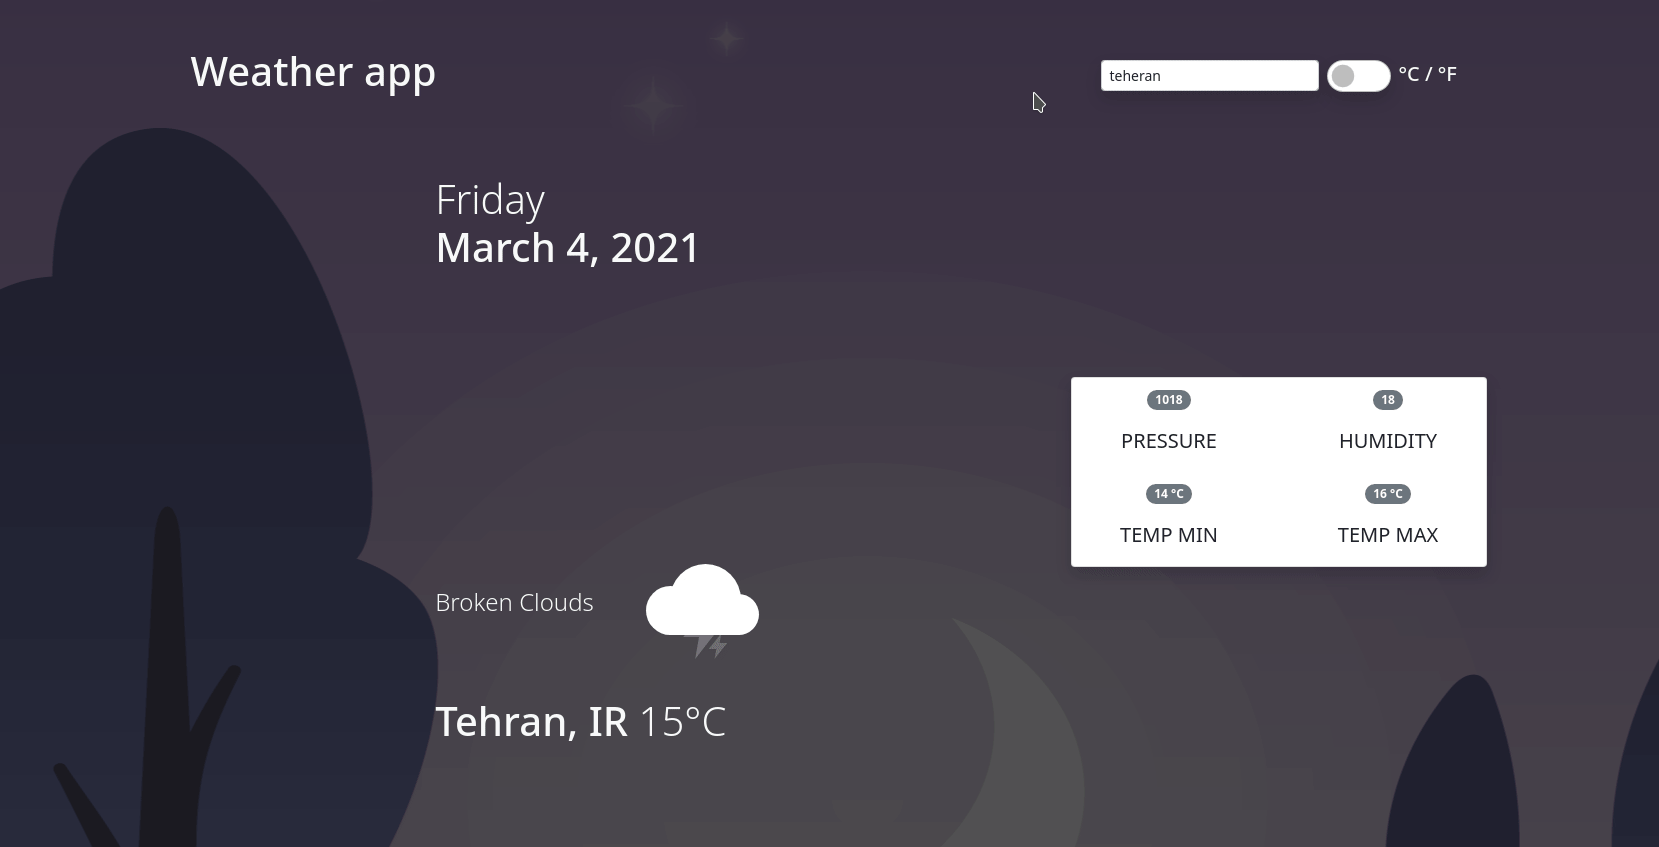 Weather app
teheran
°C / °F
Friday
March 4, 2021
1018
18
PRESSURE
HUMIDITY
14 °C
16 °C
TEMP MIN
TEMP MAX
Broken Clouds
Tehran, IR 15°C